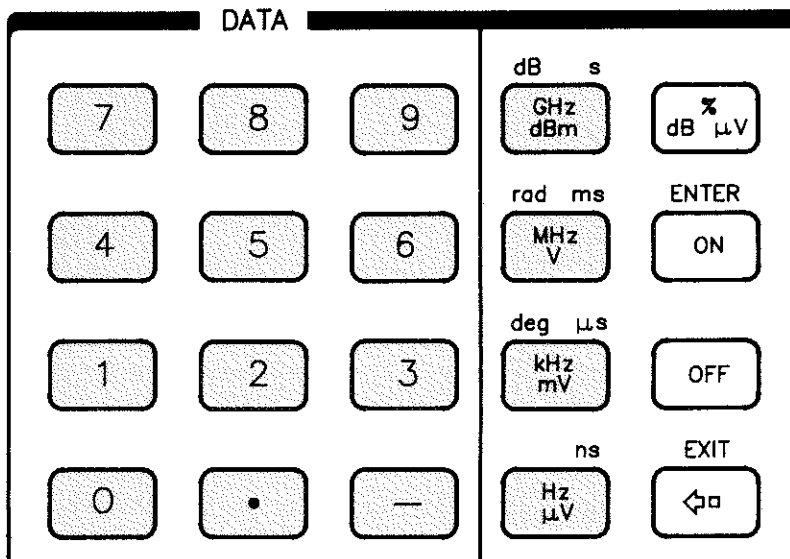 DATA
dB s
7 8 9 GHz dBm % dB μV
rad ms ENTER
4 5 6 MHz V ON
deg μs
1 2 3 kHz mV OFF
ns EXIT
0 • – Hz μV